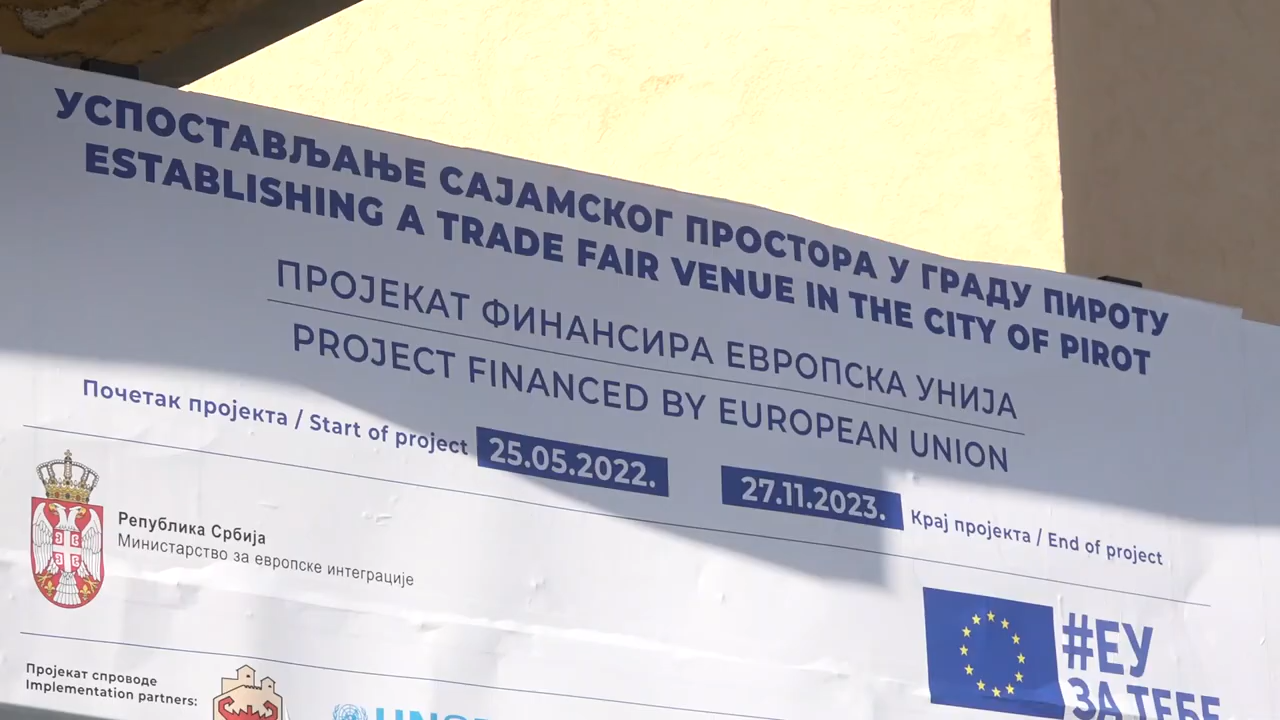 УСПОСТАВЉАЊЕ САЈАМСКОГ ПРОСТОРА У ГРАДУ ПИРОТУ
ESTABLISHING A TRADE FAIR VENUE IN THE CITY OF PIROT
ПРОЈЕКАТ ФИНАНСИРА ЕВРОПСКА УНИЈА
PROJECT FINANCED BY EUROPEAN UNION
Почетак пројекта / Start of project 25.05.2022.
27.11.2023. Крај пројекта / End of project
Република Србија
Министарство за европске интеграције
#ЕУ
ЗА ТЕБЕ
Пројекат спроводе
Implementation partners: